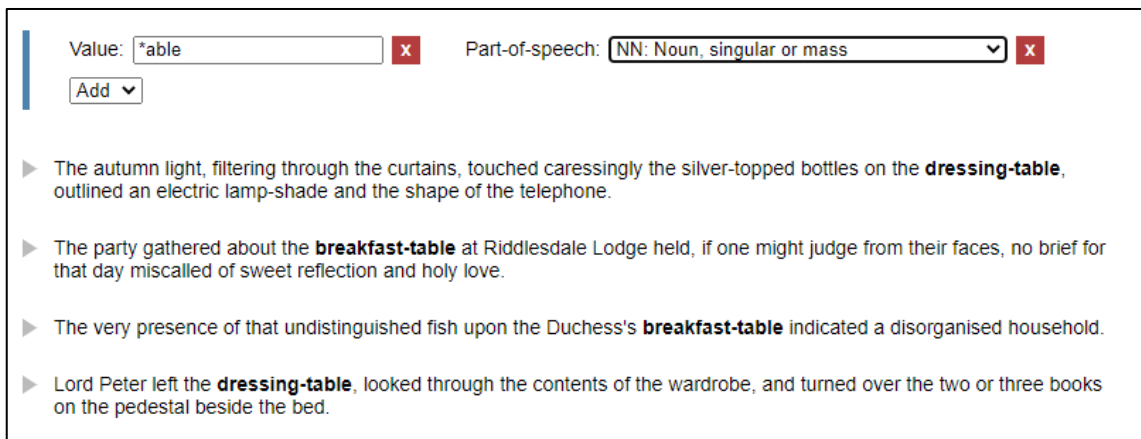 Value: *able x Part-of-speech: NN: Noun, singular or mass x
Add
The autumn light, filtering through the curtains, touched caressingly the silver-topped bottles on the dressing-table,
outlined an electric lamp-shade and the shape of the telephone.
The party gathered about the breakfast-table at Riddlesdale Lodge held, if one might judge from their faces, no brief for
that day miscalled of sweet reflection and holy love.
The very presence of that undistinguished fish upon the Duchess's breakfast-table indicated a disorganised household.
Lord Peter left the dressing-table, looked through the contents of the wardrobe, and turned over the two or three books
on the pedestal beside the bed.